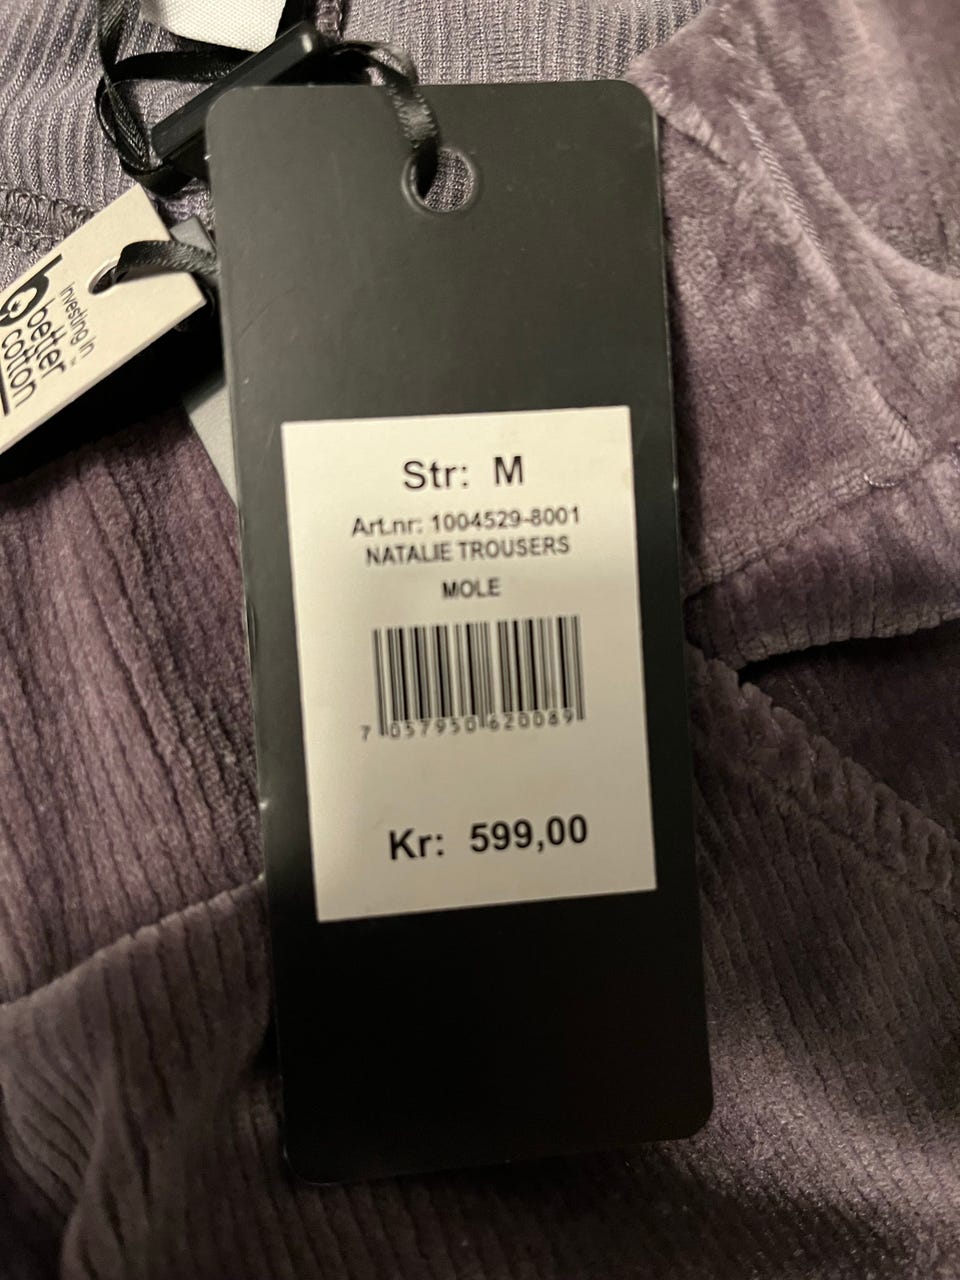 investing in
better
cotton
Str: M
Art.nr: 1004529-8001
NATALIE TROUSERS
MOLE
7 057950 620089
Kr: 599,00